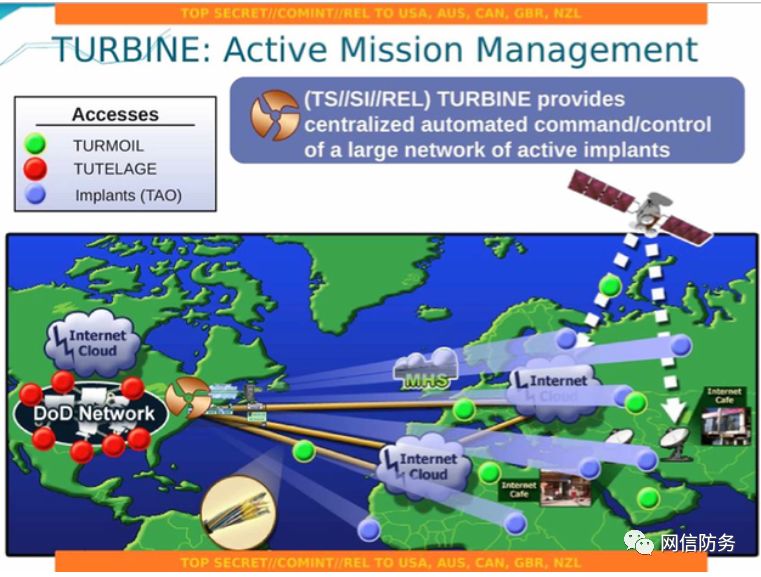 TOP SECRET//COMINT//REL TO USA, AUS, CAN, GBR, NZL
TURBINE: Active Mission Management
(TS//SI//REL) TURBINE provides
centralized automated command/control
of a large network of active implants
Accesses
TURMOIL
TUTELAGE
Implants (TAO)
Internet
Cloud
DoD Network
MHS
Internet
Cloud
Internet
Cafe
Internet
Cloud
Internet
Cafe
网信防务
TOP SECRET//COMINT//REL TO USA, AUS, CAN, GBR, NZL